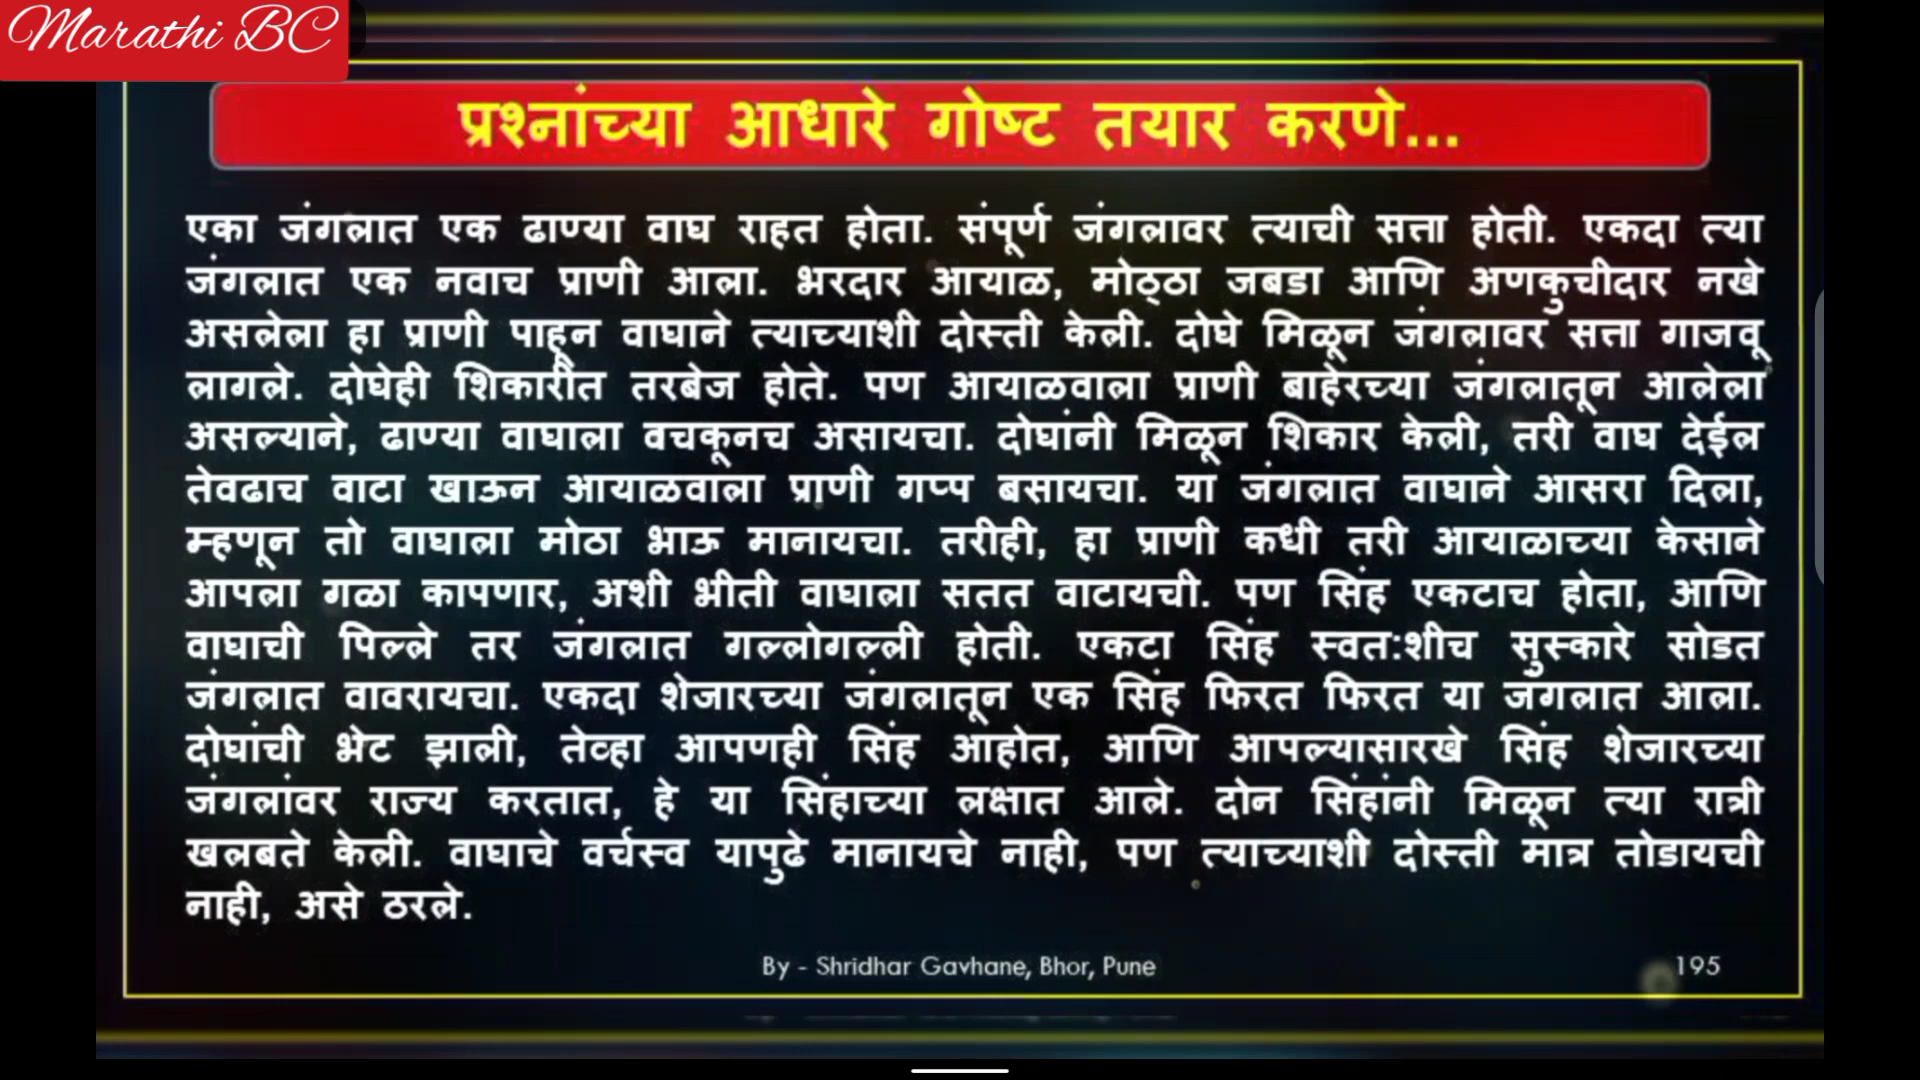 Marathi BC
प्रश्नांच्या आधारे गोष्ट तयार करणे...
एका जंगलात एक ढाण्या वाघ राहत होता. संपूर्ण जंगलावर त्याची सत्ता होती. एकदा त्या
जंगलात एक नवाच प्राणी आला. भरदार आयाळ, मोठ्ठा जबडा आणि अणकुचीदार नखे
असलेला हा प्राणी पाहून वाघाने त्याच्याशी दोस्ती केली. दोघे मिळून जंगलावर सत्ता गाजवू
लागले. दोघेही शिकारीत तरबेज होते. पण आयाळवाला प्राणी बाहेरच्या जंगलातून आलेला
असल्याने, ढाण्या वाघाला वचकूनच असायचा. दोघांनी मिळून शिकार केली, तरी वाघ देईल
तेवढाच वाटा खाऊन आयाळवाला प्राणी गप्प बसायचा. या जंगलात वाघाने आसरा दिला,
म्हणून तो वाघाला मोठा भाऊ मानायचा. तरीही, हा प्राणी कधी तरी आयाळाच्या केसाने
आपला गळा कापणार, अशी भीती वाघाला सतत वाटायची. पण सिंह एकटाच होता, आणि
वाघाची पिल्ले तर जंगलात गल्लोगल्ली होती. एकटा सिंह स्वत:शीच सुस्कारे सोडत
जंगलात वावरायचा. एकदा शेजारच्या जंगलातून एक सिंह फिरत फिरत या जंगलात आला.
दोघांची भेट झाली, तेव्हा आपणही सिंह आहोत, आणि आपल्यासारखे सिंह शेजारच्या
जंगलांवर राज्य करतात, हे या सिंहाच्या लक्षात आले. दोन सिंहांनी मिळून त्या रात्री
खलबते केली. वाघाचे वर्चस्व यापुढे मानायचे नाही, पण त्याच्याशी दोस्ती मात्र तोडायची
नाही, असे ठरले.
By - Shridhar Gavhane, Bhor, Pune
195